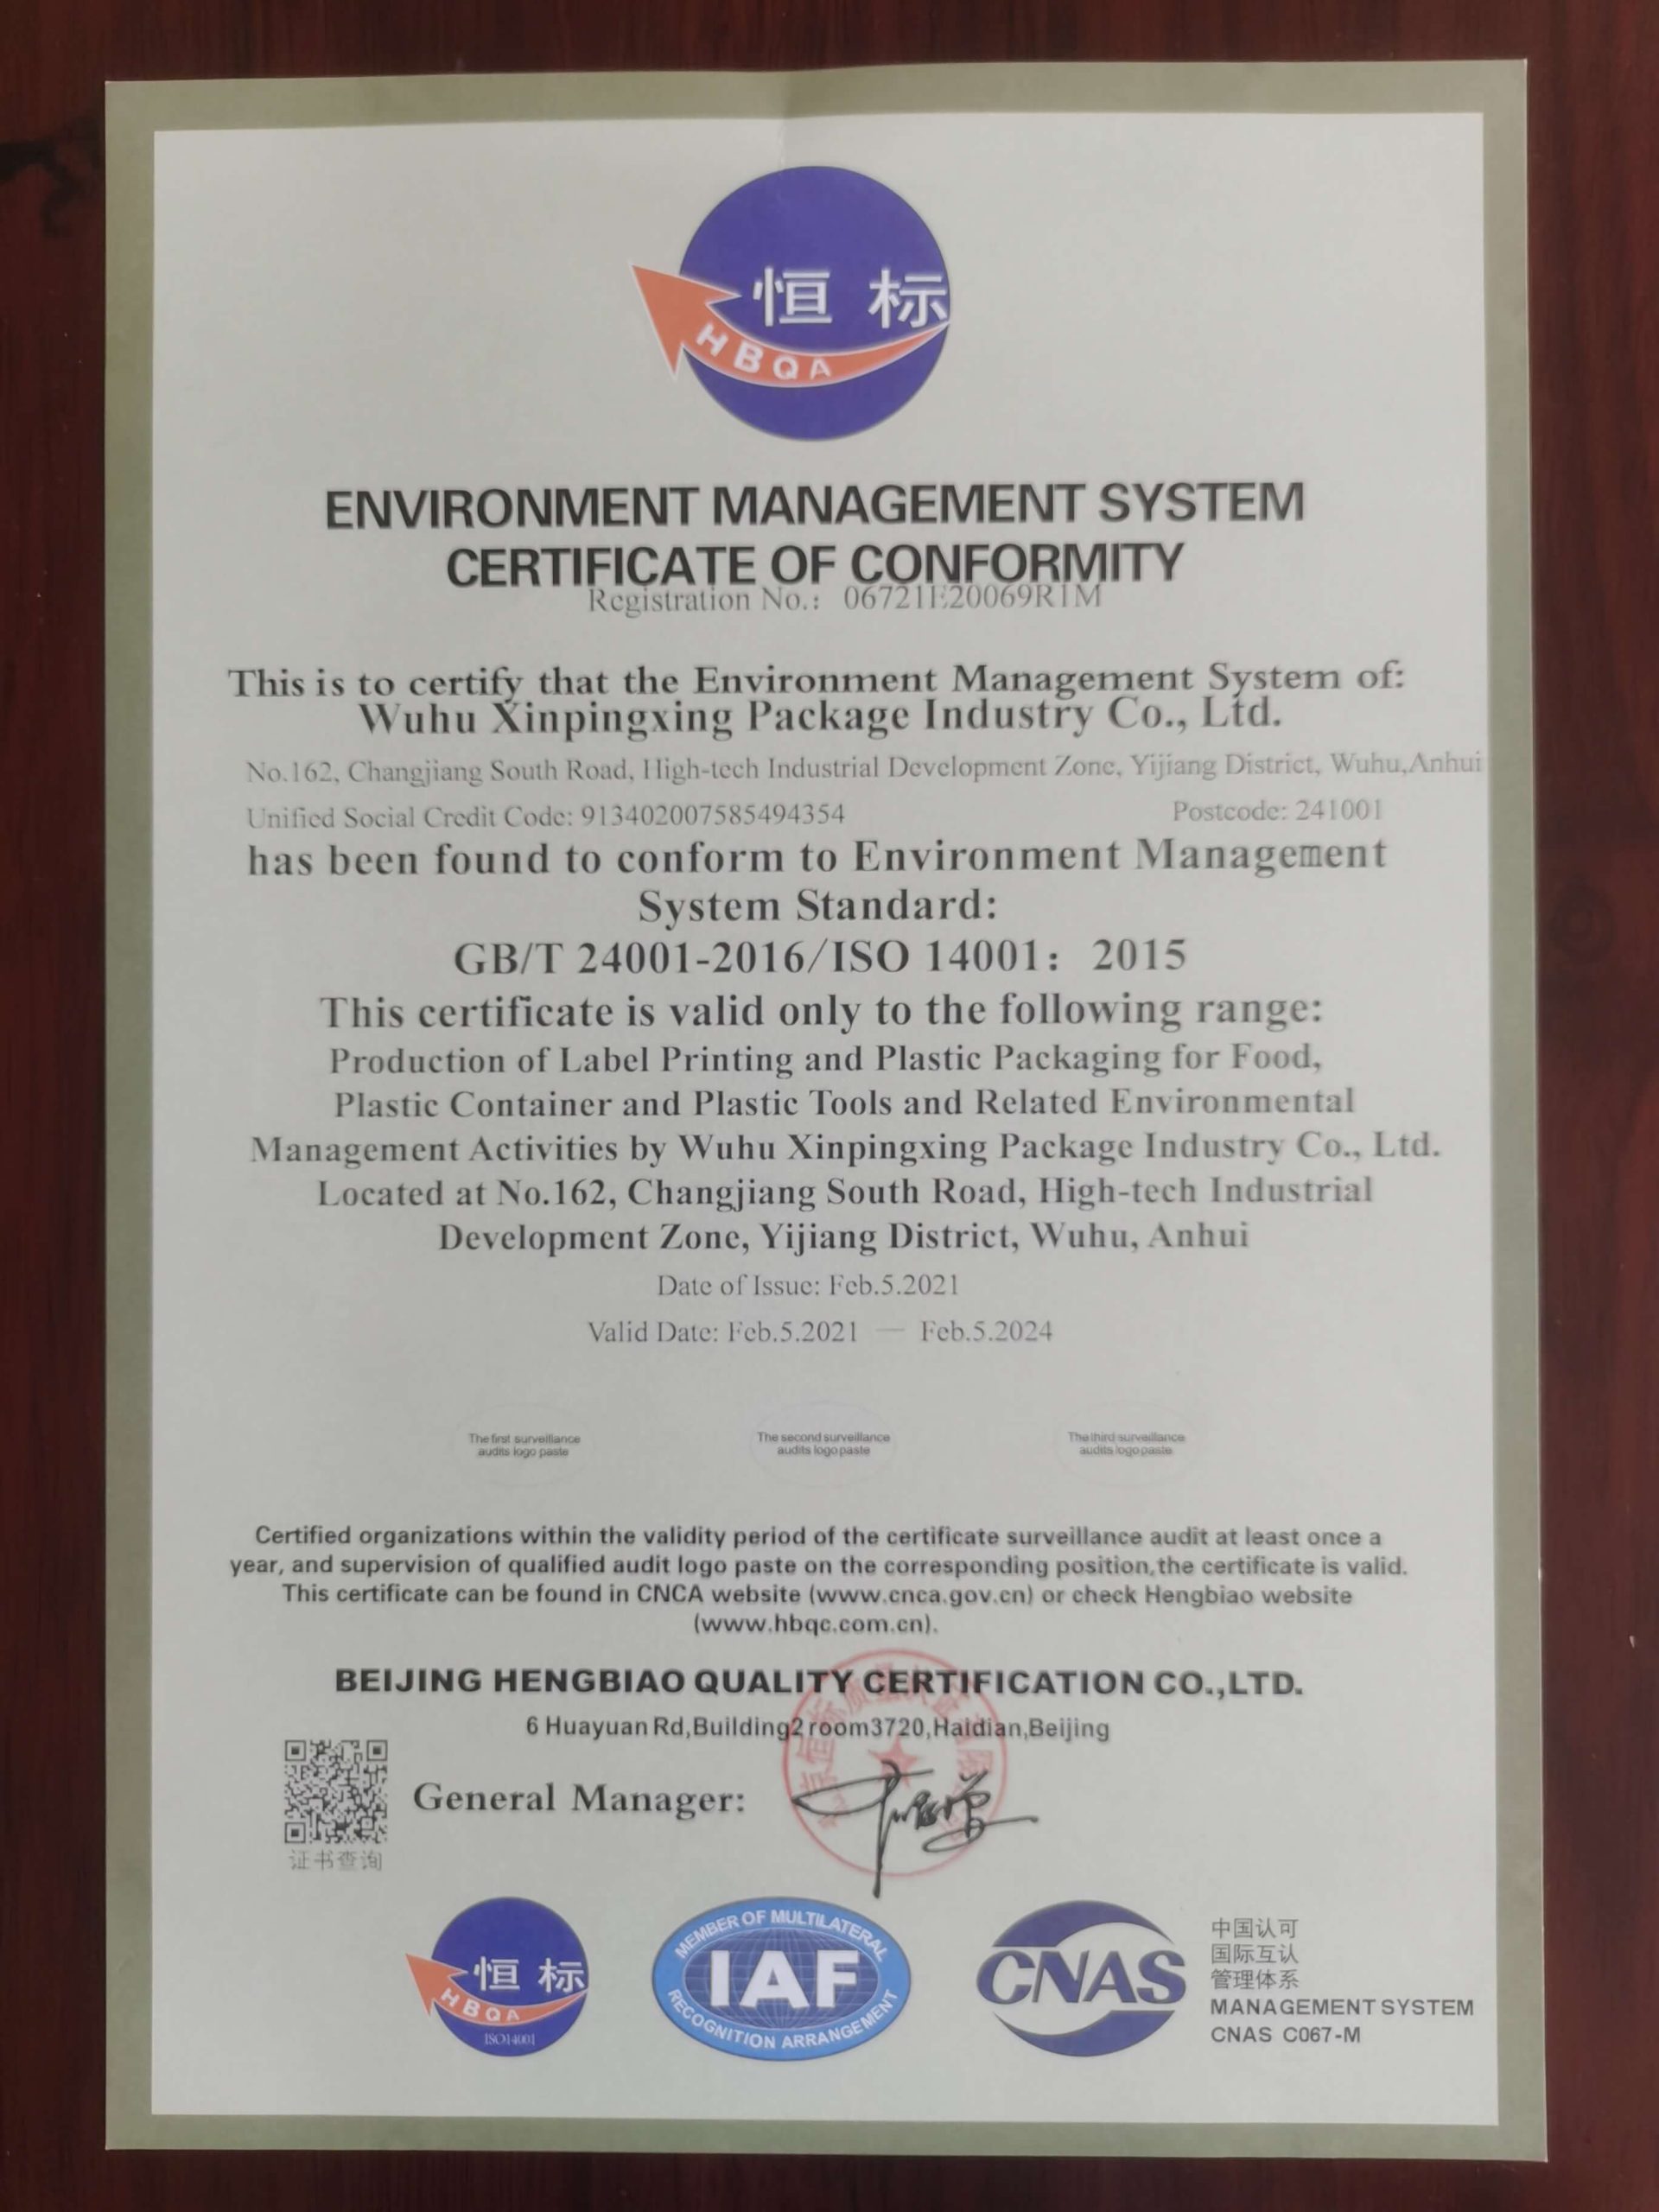 恒 标
HBQA
ENVIRONMENT MANAGEMENT SYSTEM
CERTIFICATE OF CONFORMITY
Registration No.: 06721E20069R1M
This is to certify that the Environment Management System of:
Wuhu Xinpingxing Package Industry Co., Ltd.
No.162, Changjiang South Road, High-tech Industrial Development Zone, Yijiang District, Wuhu,Anhui
Unified Social Credit Code: 913402007585494354 Postcode: 241001
has been found to conform to Environment Management
System Standard:
GB/T 24001-2016/ISO 14001: 2015
This certificate is valid only to the following range:
Production of Label Printing and Plastic Packaging for Food,
Plastic Container and Plastic Tools and Related Environmental
Management Activities by Wuhu Xinpingxing Package Industry Co., Ltd.
Located at No.162, Changjiang South Road, High-tech Industrial
Development Zone, Yijiang District, Wuhu, Anhui
Date of Issue: Feb.5.2021
Valid Date: Feb.5.2021 — Feb.5.2024
The first surveillance The second surveillance The third surveillance
audits logo paste audits logo paste audits logo paste
Certified organizations within the validity period of the certificate surveillance audit at least once a
year, and supervision of qualified audit logo paste on the corresponding position,the certificate is valid.
This certificate can be found in CNCA website (www.cnca.gov.cn) or check Hengbiao website
(www.hbqc.com.cn).
BEIJING HENGBIAO QUALITY CERTIFICATION CO.,LTD.
6 Huayuan Rd,Building2 room3720,Haidian,Beijing
General Manager:
证书查询
恒 标
HBQA
ISO14001
MEMBER OF MULTILATERAL
IAF
RECOGNITION ARRANGEMENT
CNAS
中国认可
国际互认
管理体系
MANAGEMENT SYSTEM
CNAS C067-M